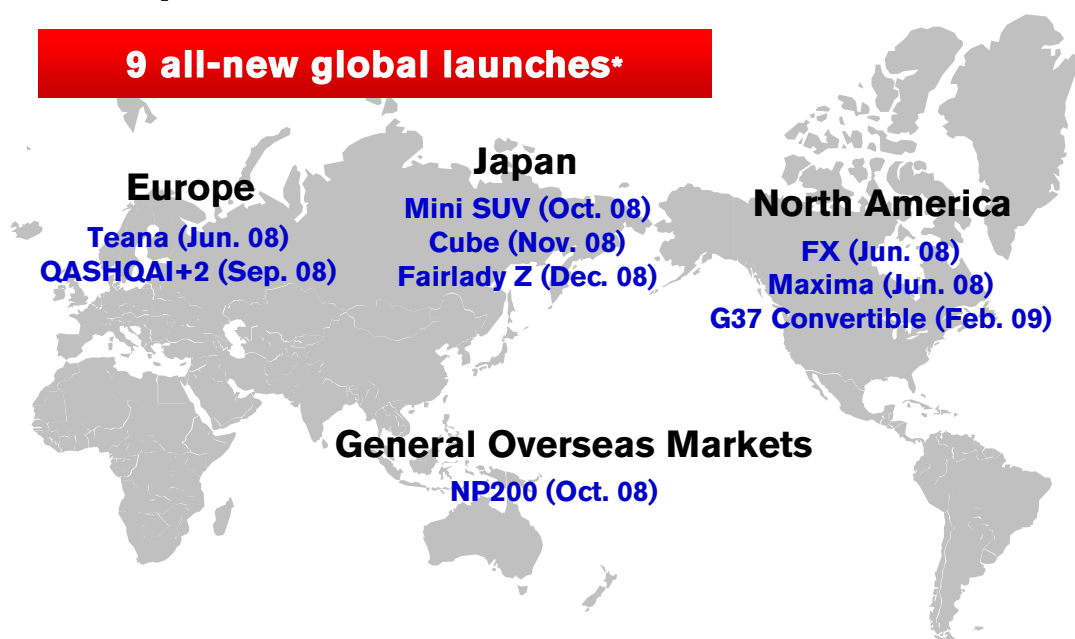 9 all-new global launches*
Europe
Teana (Jun. 08)
QASHQAI+2 (Sep. 08)
Japan
Mini SUV (Oct. 08)
Cube (Nov. 08)
Fairlady Z (Dec. 08)
North America
FX (Jun. 08)
Maxima (Jun. 08)
G37 Convertible (Feb. 09)
General Overseas Markets
NP200 (Oct. 08)